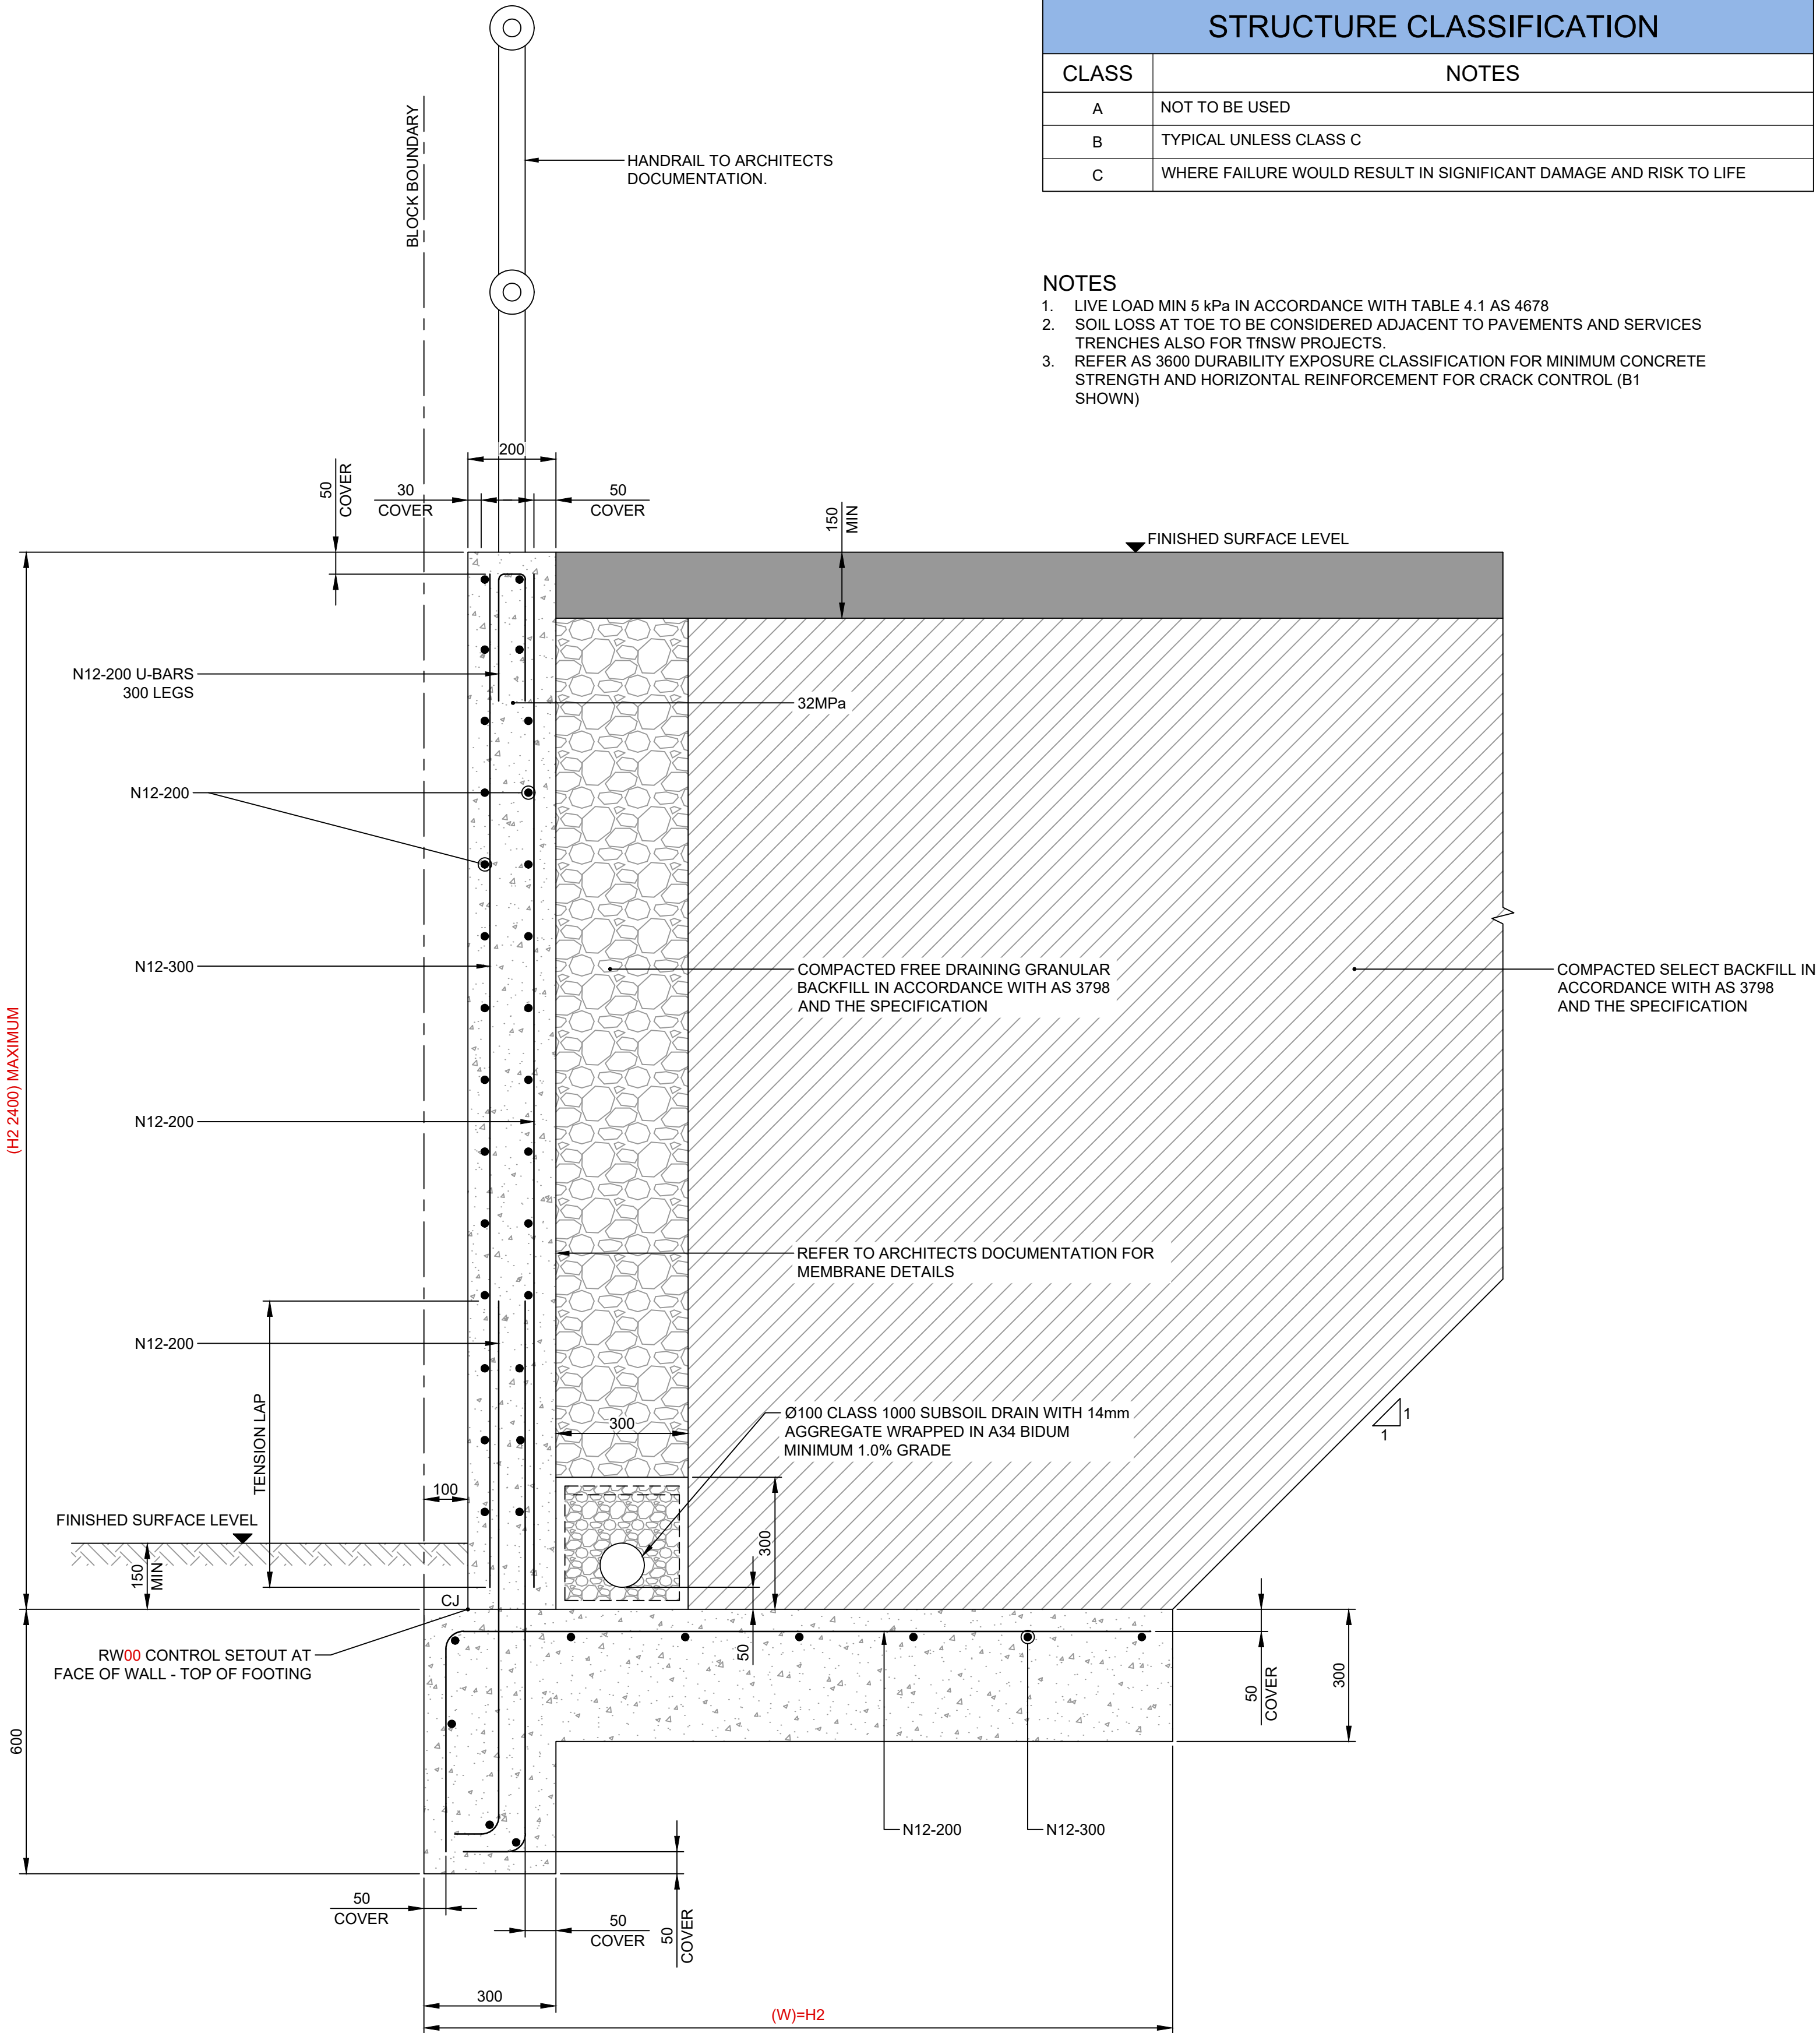 STRUCTURE CLASSIFICATION
CLASS
NOTES
A
NOT TO BE USED
B
TYPICAL UNLESS CLASS C
C
WHERE FAILURE WOULD RESULT IN SIGNIFICANT DAMAGE AND RISK TO LIFE
NOTES
1. LIVE LOAD MIN 5 kPa IN ACCORDANCE WITH TABLE 4.1 AS 4678
2. SOIL LOSS AT TOE TO BE CONSIDERED ADJACENT TO PAVEMENTS AND SERVICES
TRENCHES ALSO FOR TfNSW PROJECTS.
3. REFER AS 3600 DURABILITY EXPOSURE CLASSIFICATION FOR MINIMUM CONCRETE
STRENGTH AND HORIZONTAL REINFORCEMENT FOR CRACK CONTROL (B1
SHOWN)
BLOCK BOUNDARY
HANDRAIL TO ARCHITECTS
DOCUMENTATION.
200
50
COVER
30
COVER
50
COVER
150
MIN
FINISHED SURFACE LEVEL
N12-200 U-BARS
300 LEGS
32MPa
N12-200
N12-300
COMPACTED FREE DRAINING GRANULAR
BACKFILL IN ACCORDANCE WITH AS 3798
AND THE SPECIFICATION
COMPACTED SELECT BACKFILL IN
ACCORDANCE WITH AS 3798
AND THE SPECIFICATION
(H2 2400) MAXIMUM
N12-200
REFER TO ARCHITECTS DOCUMENTATION FOR
MEMBRANE DETAILS
N12-200
TENSION LAP
300
Ø100 CLASS 1000 SUBSOIL DRAIN WITH 14mm
AGGREGATE WRAPPED IN A34 BIDUM
MINIMUM 1.0% GRADE
1
1
100
FINISHED SURFACE LEVEL
150
MIN
300
CJ
RW00 CONTROL SETOUT AT
FACE OF WALL - TOP OF FOOTING
50
50
COVER
300
600
N12-200
N12-300
50
COVER
50
COVER
50
COVER
300
(W)=H2